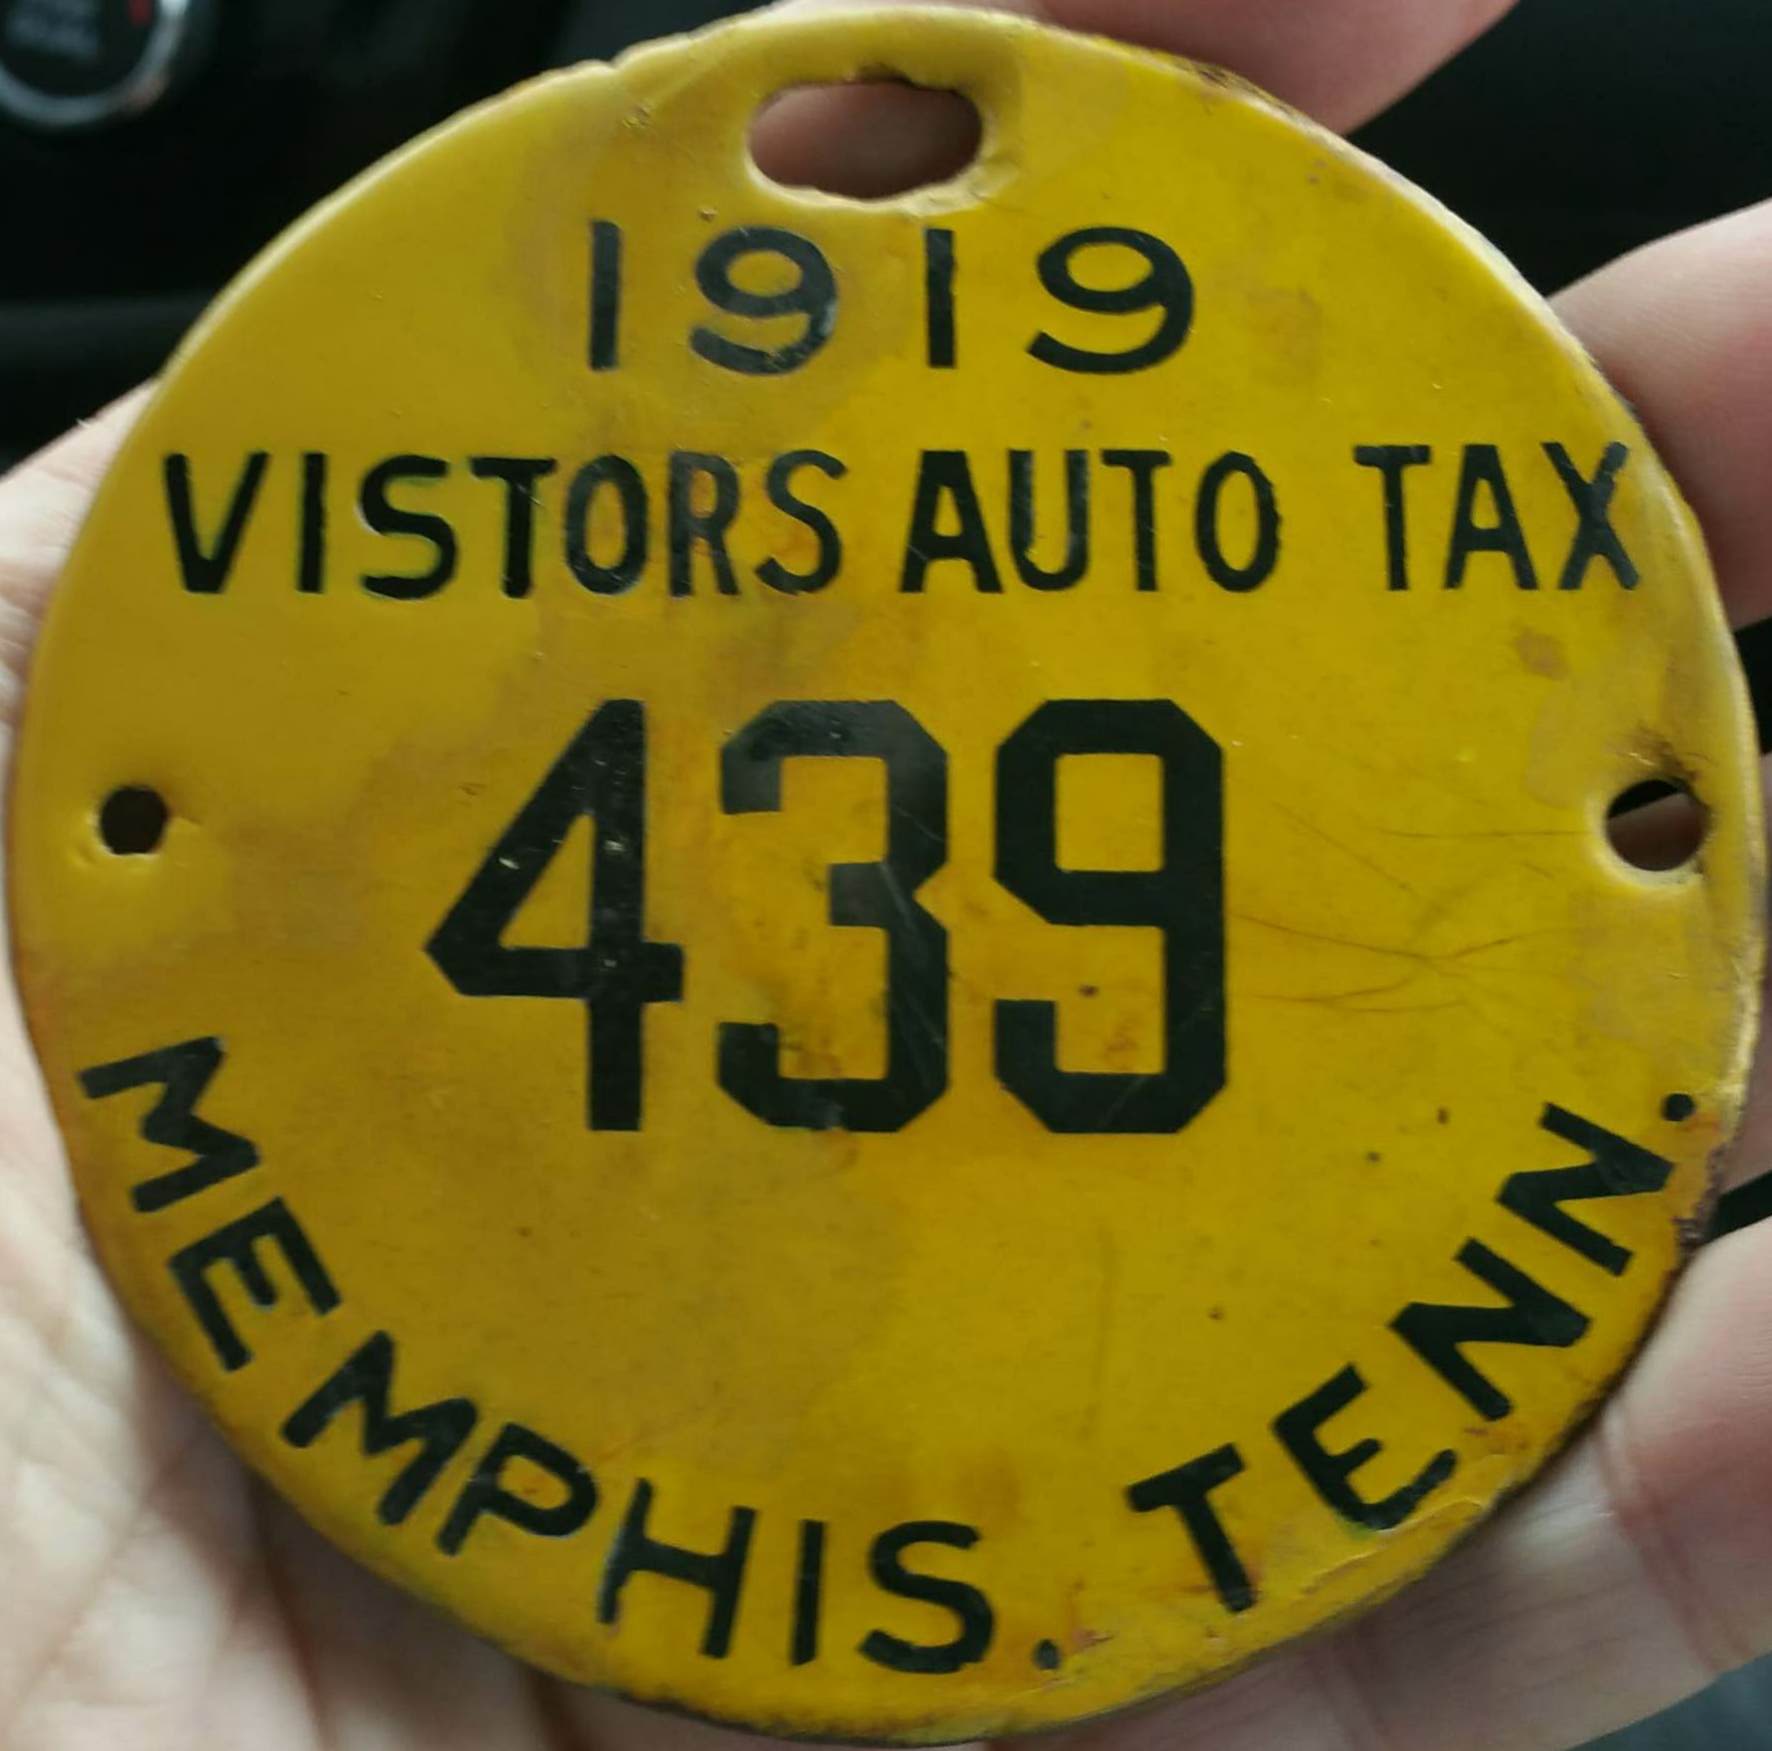 1919
VISTORS AUTO TAX
439
MEMPHIS. TENN.